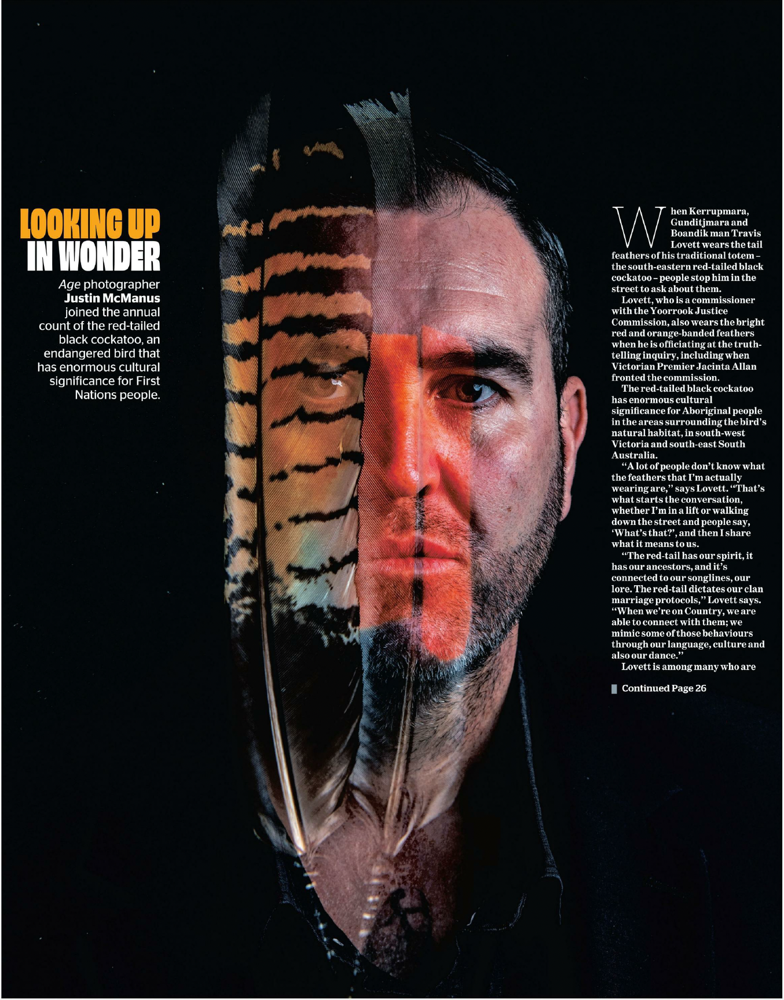 LOOKING UP
IN WONDER
Age photographer
Justin McManus
joined the annual
count of the red-tailed
black cockatoo, an
endangered bird that
has enormous cultural
significance for First
Nations people.
When Kerrupmara,
Gunditjmara and
Boandik man Travis
Lovett wears the tail
feathers of his traditional totem –
the south-eastern red-tailed black
cockatoo – people stop him in the
street to ask about them.
Lovett, who is a commissioner
with the Yoorrook Justice
Commission, also wears the bright
red and orange-banded feathers
when he is officiating at the truth-
telling inquiry, including when
Victorian Premier Jacinta Allan
fronted the commission.
The red-tailed black cockatoo
has enormous cultural
significance for Aboriginal people
in the areas surrounding the bird’s
natural habitat, in south-west
Victoria and south-east South
Australia.
“A lot of people don’t know what
the feathers that I’m actually
wearing are,” says Lovett. “That’s
what starts the conversation,
whether I’m in a lift or walking
down the street and people say,
‘What’s that?’, and then I share
what it means to us.
“The red-tail has our spirit, it
has our ancestors, and it’s
connected to our songlines, our
lore. The red-tail dictates our clan
marriage protocols,” Lovett says.
“When we’re on Country, we are
able to connect with them; we
mimic some of those behaviours
through our language, culture and
also our dance.”
Lovett is among many who are
Continued Page 26